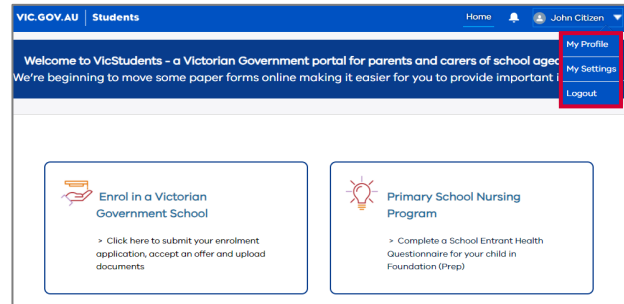 VIC.GOV.AU Students Home John Citizen
My Profile
My Settings
Logout
Welcome to VicStudents - a Victorian Government portal for parents and carers of school aged
We're beginning to move some paper forms online making it easier for you to provide important
Enrol in a Victorian
Government School
> Click here to submit your enrolment
application, accept an offer and upload
documents
Primary School Nursing
Program
> Complete a School Entrant Health
Questionnaire for your child in
Foundation (Prep)